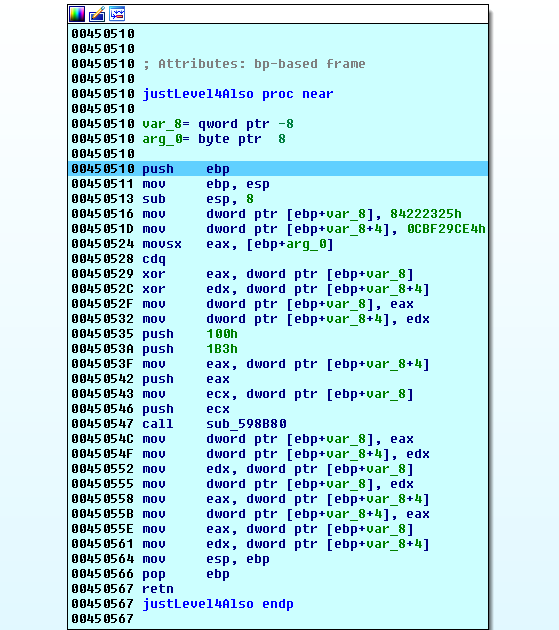 00450510
00450510
00450510 ; Attributes: bp-based frame
00450510
00450510 justLevel4Also proc near
00450510
00450510 var_8= qword ptr -8
00450510 arg_0= byte ptr  8
00450510
00450510 push    ebp
00450511 mov     ebp, esp
00450513 sub     esp, 8
00450516 mov     dword ptr [ebp+var_8], 84222325h
0045051D mov     dword ptr [ebp+var_8+4], 0CBF29CE4h
00450524 movsx   eax, [ebp+arg_0]
00450528 cdq
00450529 xor     eax, dword ptr [ebp+var_8]
0045052C xor     edx, dword ptr [ebp+var_8+4]
0045052F mov     dword ptr [ebp+var_8], eax
00450532 mov     dword ptr [ebp+var_8+4], edx
00450535 push    100h
0045053A push    1B3h
0045053F mov     eax, dword ptr [ebp+var_8+4]
00450542 push    eax
00450543 mov     ecx, dword ptr [ebp+var_8]
00450546 push    ecx
00450547 call    sub_598B80
0045054C mov     dword ptr [ebp+var_8], eax
0045054F mov     dword ptr [ebp+var_8+4], edx
00450552 mov     edx, dword ptr [ebp+var_8]
00450555 mov     dword ptr [ebp+var_8], edx
00450558 mov     eax, dword ptr [ebp+var_8+4]
0045055B mov     dword ptr [ebp+var_8+4], eax
0045055E mov     eax, dword ptr [ebp+var_8]
00450561 mov     edx, dword ptr [ebp+var_8+4]
00450564 mov     esp, ebp
00450566 pop     ebp
00450567 retn
00450567 justLevel4Also endp
00450567